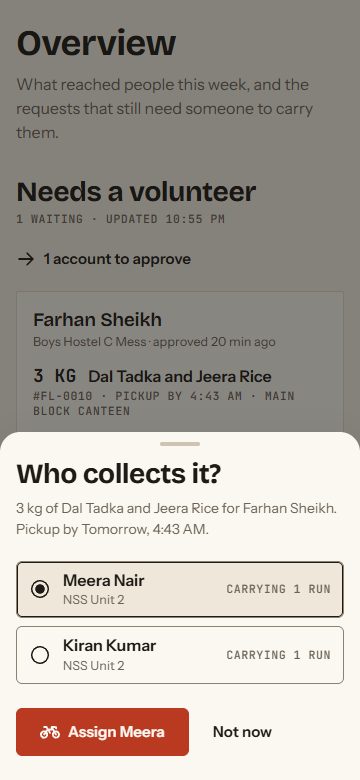 Overview
What reached people this week, and the
requests that still need someone to carry
them.
Needs a volunteer
1 WAITING · UPDATED 10:55 PM
→ 1 account to approve
Farhan Sheikh
Boys Hostel C Mess · approved 20 min ago
3 KG Dal Tadka and Jeera Rice
#FL-0010 · PICKUP BY 4:43 AM · MAIN
BLOCK CANTEEN
Who collects it?
3 kg of Dal Tadka and Jeera Rice for Farhan Sheikh.
Pickup by Tomorrow, 4:43 AM.
Meera Nair
NSS Unit 2
CARRYING 1 RUN
Kiran Kumar
NSS Unit 2
CARRYING 1 RUN
Assign Meera
Not now